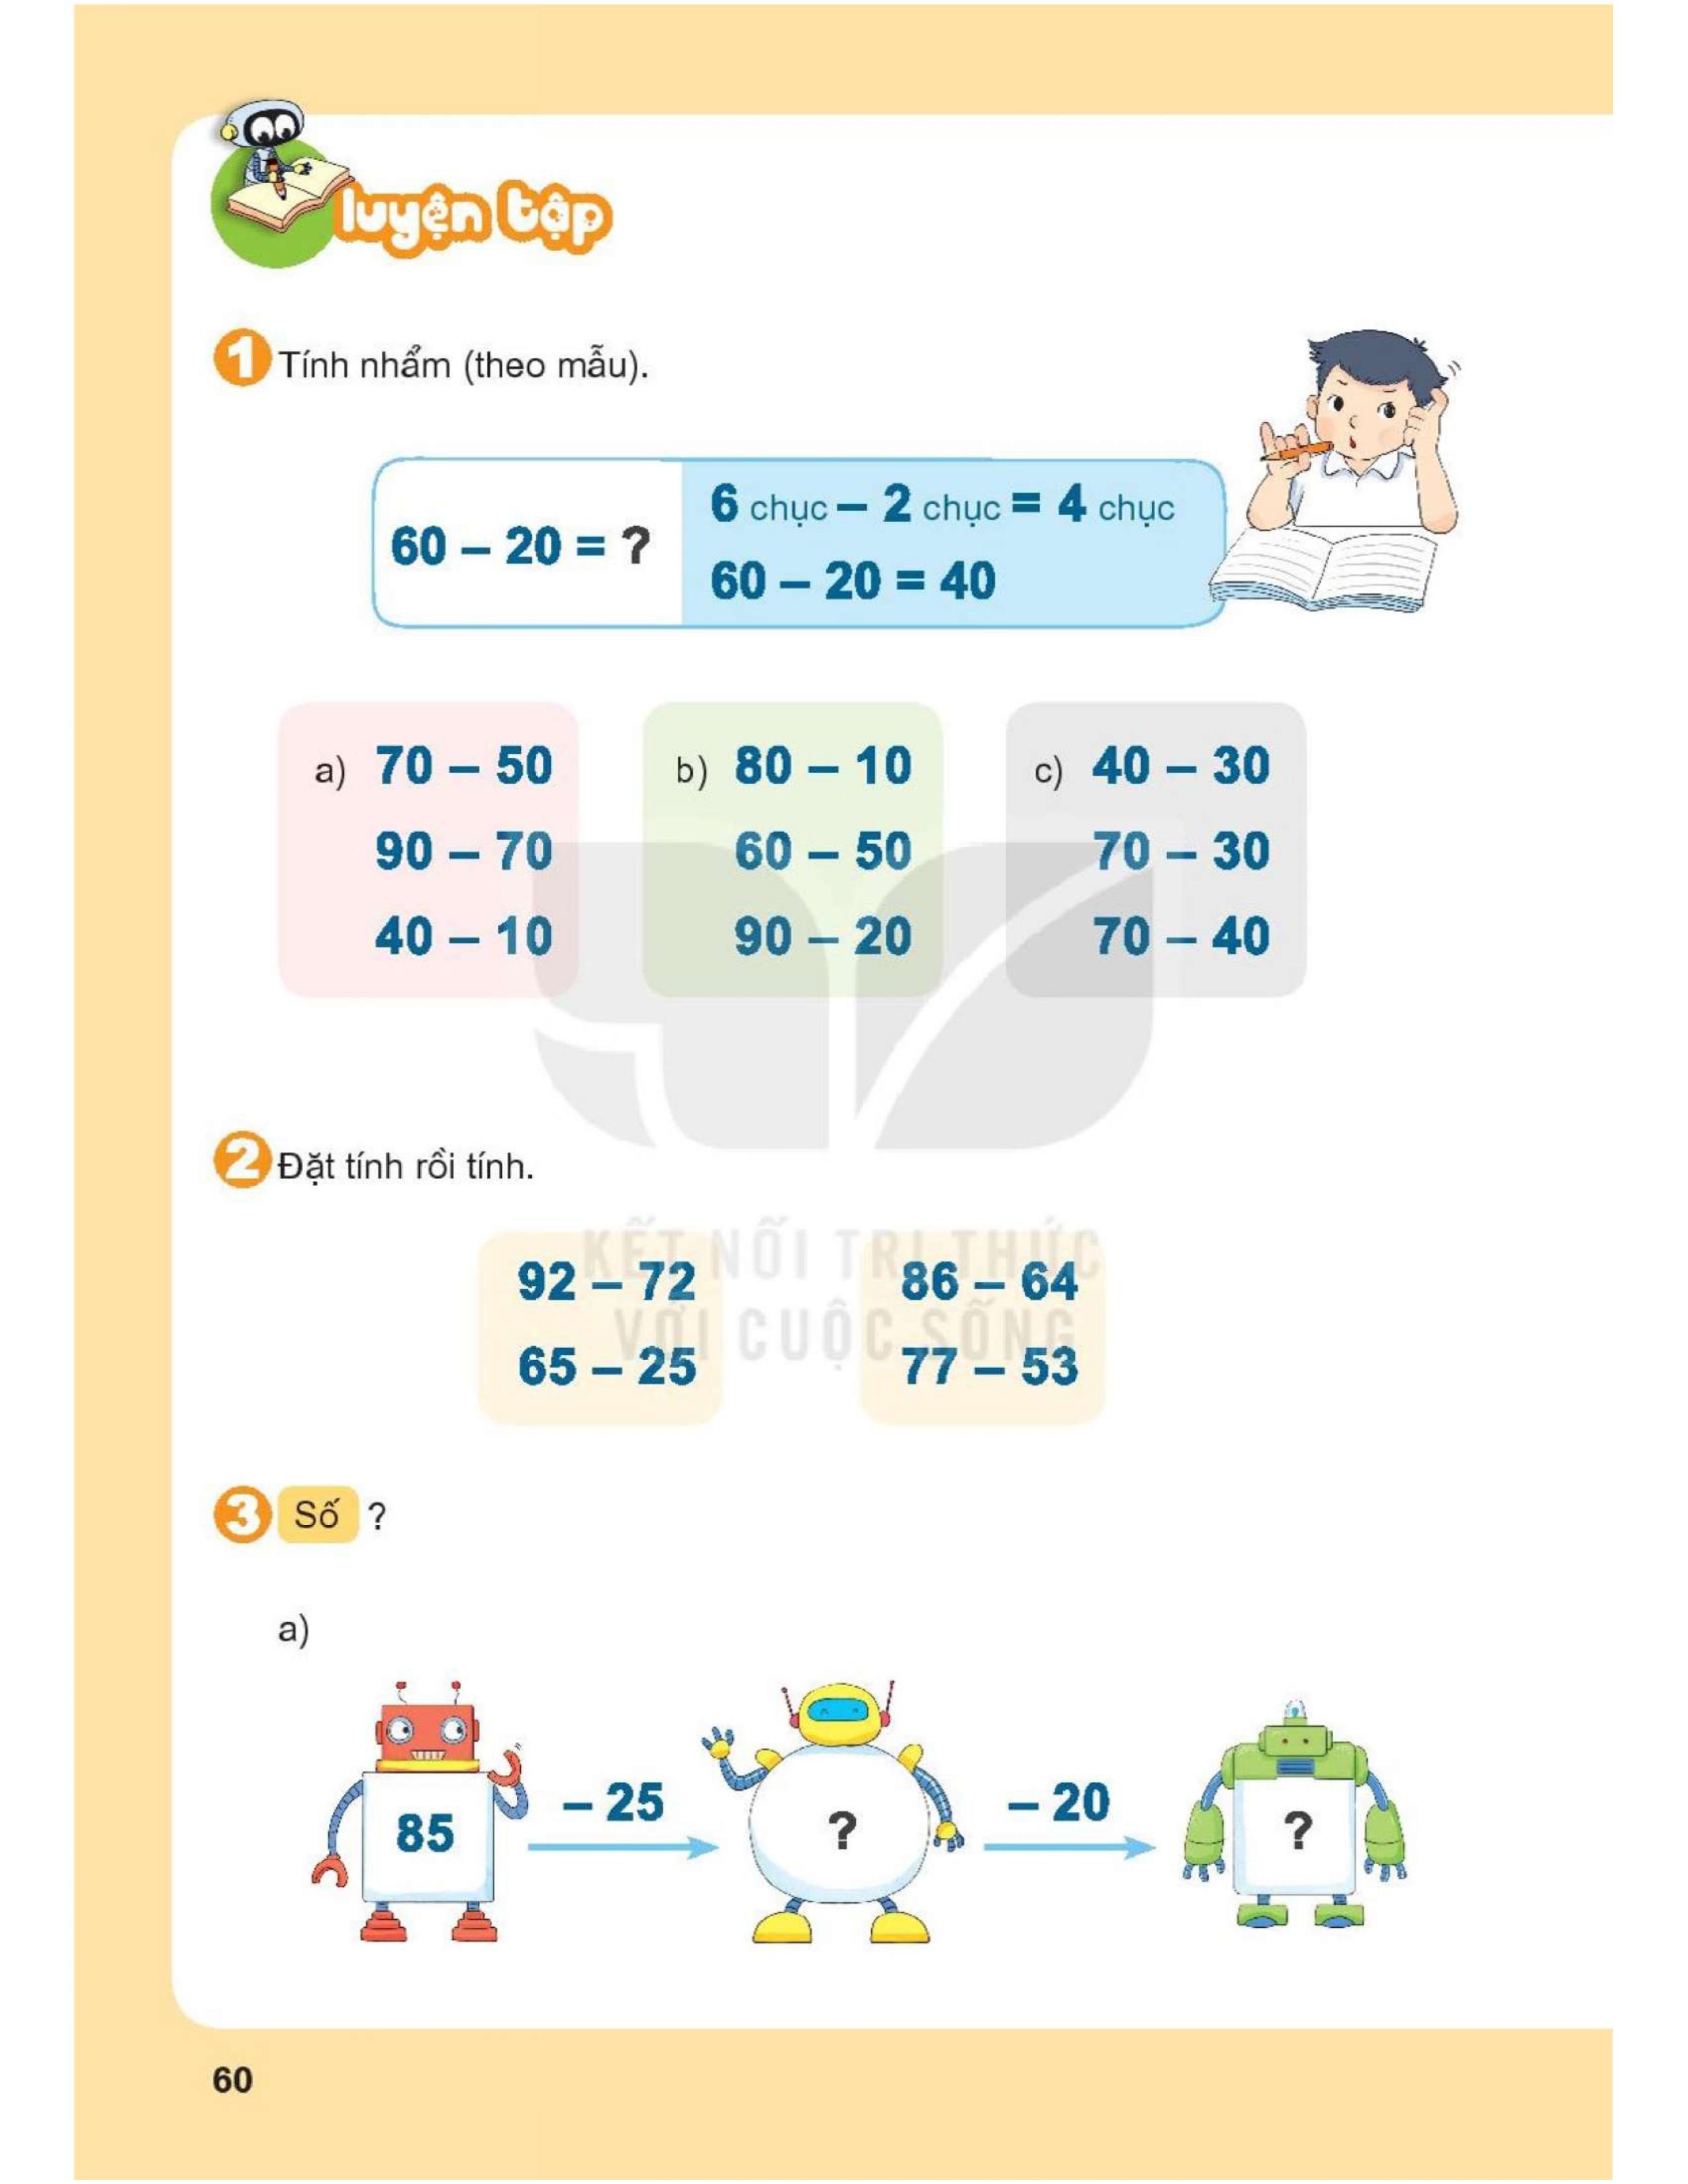 luyện tập
1 Tính nhẩm (theo mẫu).
60 – 20 = ?
6 chục – 2 chục = 4 chục
60 – 20 = 40
a) 70 – 50
90 – 70
40 – 10
b) 80 – 10
60 – 50
90 – 20
c) 40 – 30
70 – 30
70 – 40
2 Đặt tính rồi tính.
KẾT NỐI TRI THỨC
VỚI CUỘC SỐNG
92 – 72
65 – 25
86 – 64
77 – 53
3 Số ?
a)
85
– 25
?
– 20
?
60